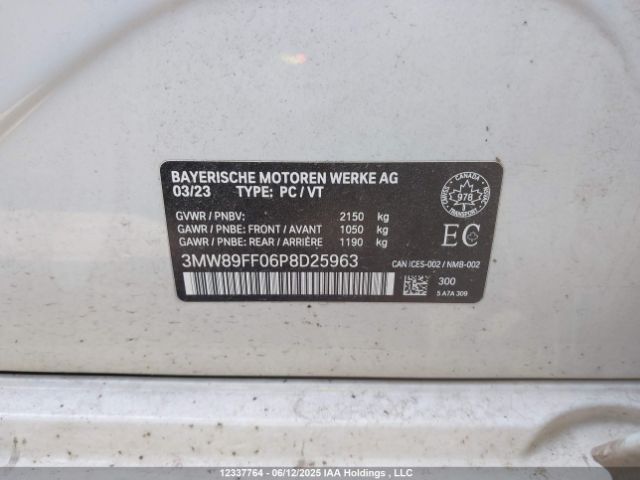 BAYERISCHE MOTOREN WERKE AG
03/23 TYPE: PC / VT
GVWR / PNBV: 2150 kg
GAWR / PNBE: FRONT / AVANT 1050 kg
GAWR / PNBE: REAR / ARRIÈRE 1190 kg
3MW89FF06P8D25963
CANADA
978
TRANSPORT
EC
CAN ICES-002 / NMB-002
300
5 A7A 309
12337764 - 06/12/2025 IAA Holdings , LLC